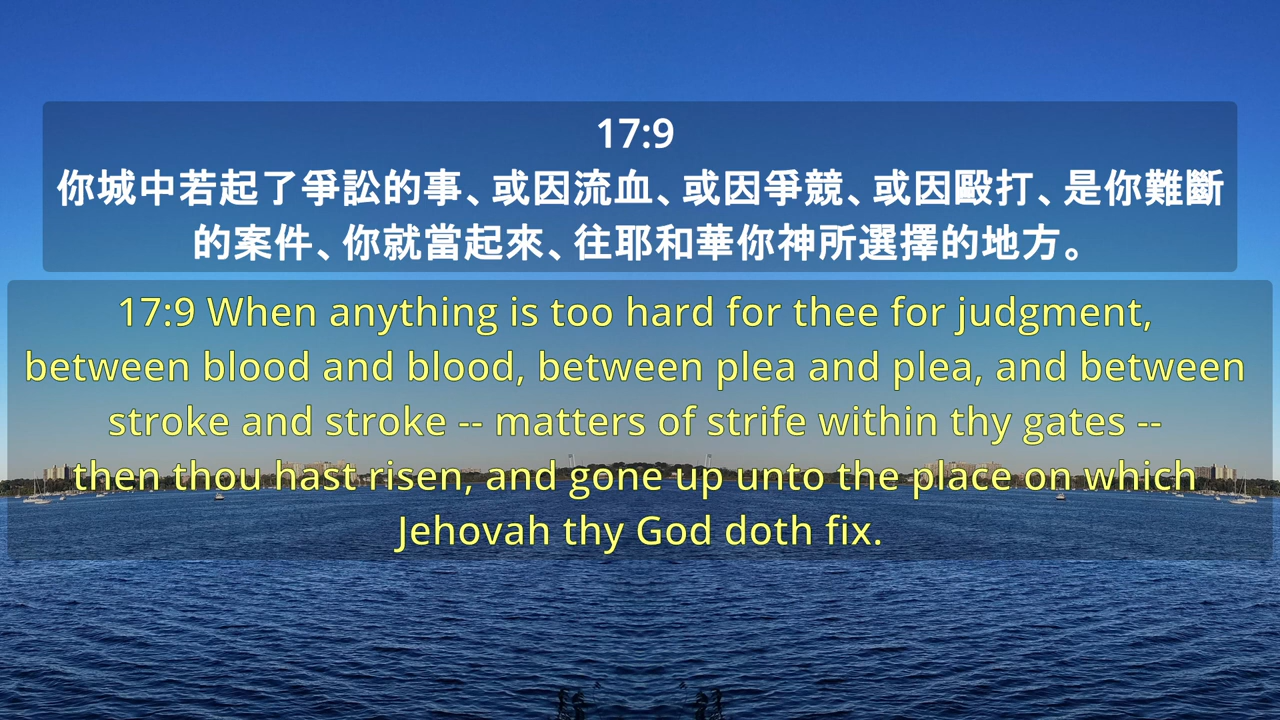 17:9
你城中若起了爭訟的事、或因流血、或因爭競、或因毆打、是你難斷
的案件、你就當起來、往耶和華你神所選擇的地方。
17:9 When anything is too hard for thee for judgment,
between blood and blood, between plea and plea, and between
stroke and stroke -- matters of strife within thy gates --
then thou hast risen, and gone up unto the place on which
Jehovah thy God doth fix.